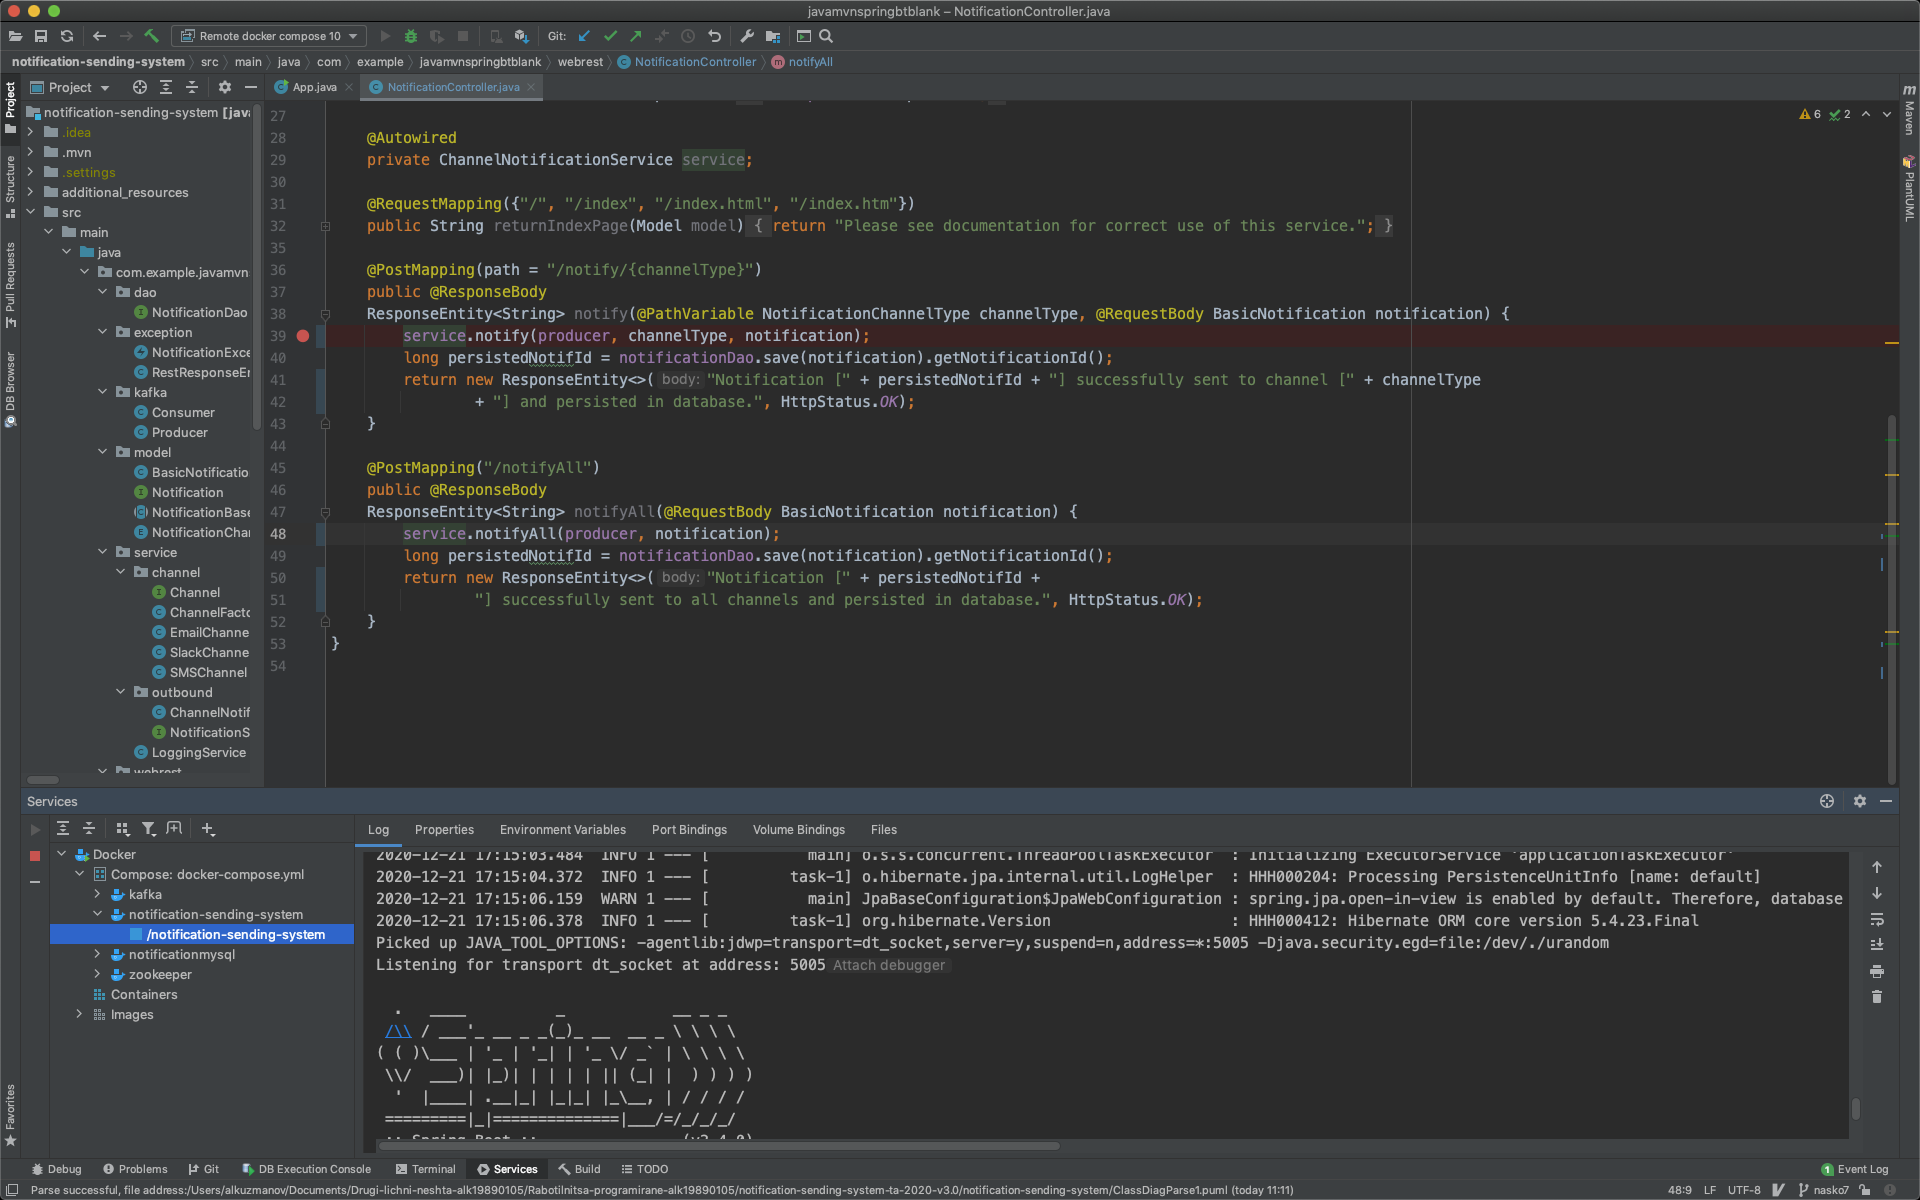 javamvnspringbtblank – NotificationController.java
Remote docker compose 10
Git:
notification-sending-system
src
main
java
com
example
javamvnspringbtblank
webrest
NotificationController
notifyAll
Project
App.java
NotificationController.java
Project
Structure
Pull Requests
DB Browser
Favorites
Maven
PlantUML
6
2
notification-sending-system [java
.idea
.mvn
.settings
additional_resources
src
main
java
com.example.javamvn
dao
NotificationDao
exception
NotificationExce
RestResponseEr
kafka
Consumer
Producer
model
BasicNotificatio
Notification
NotificationBase
NotificationCha
service
channel
Channel
ChannelFacto
EmailChanne
SlackChanne
SMSChannel
outbound
ChannelNotif
NotificationS
LoggingService
webrest
27
28 @Autowired
29 private ChannelNotificationService service;
30
31 @RequestMapping({"/", "/index", "/index.html", "/index.htm"})
32 public String returnIndexPage(Model model) { return "Please see documentation for correct use of this service."; }
35
36 @PostMapping(path = "/notify/{channelType}")
37 public @ResponseBody
38 ResponseEntity<String> notify(@PathVariable NotificationChannelType channelType, @RequestBody BasicNotification notification) {
39 service.notify(producer, channelType, notification);
40 long persistedNotifId = notificationDao.save(notification).getNotificationId();
41 return new ResponseEntity<>( body: "Notification [" + persistedNotifId + "] successfully sent to channel [" + channelType
42 + "] and persisted in database.", HttpStatus.OK);
43 }
44
45 @PostMapping("/notifyAll")
46 public @ResponseBody
47 ResponseEntity<String> notifyAll(@RequestBody BasicNotification notification) {
48 service.notifyAll(producer, notification);
49 long persistedNotifId = notificationDao.save(notification).getNotificationId();
50 return new ResponseEntity<>( body: "Notification [" + persistedNotifId +
51 "] successfully sent to all channels and persisted in database.", HttpStatus.OK);
52 }
53 }
54
Services
Log
Properties
Environment Variables
Port Bindings
Volume Bindings
Files
Docker
Compose: docker-compose.yml
kafka
notification-sending-system
/notification-sending-system
notificationmysql
zookeeper
Containers
Images
2020-12-21 17:15:03.484  INFO 1 --- [           main] o.s.s.concurrent.ThreadPoolTaskExecutor  : Initializing ExecutorService 'applicationTaskExecutor'
2020-12-21 17:15:04.372  INFO 1 --- [         task-1] o.hibernate.jpa.internal.util.LogHelper  : HHH000204: Processing PersistenceUnitInfo [name: default]
2020-12-21 17:15:06.159  WARN 1 --- [           main] JpaBaseConfiguration$JpaWebConfiguration : spring.jpa.open-in-view is enabled by default. Therefore, database
2020-12-21 17:15:06.378  INFO 1 --- [         task-1] org.hibernate.Version                    : HHH000412: Hibernate ORM core version 5.4.23.Final
Picked up JAVA_TOOL_OPTIONS: -agentlib:jdwp=transport=dt_socket,server=y,suspend=n,address=*:5005 -Djava.security.egd=file:/dev/./urandom
Listening for transport dt_socket at address: 5005 Attach debugger
  .   ____          _            __ _ _
 /\\ / ___'_ __ _ _(_)_ __  __ _ \ \ \ \
( ( )\___ | '_ | '_| | '_ \/ _` | \ \ \ \
 \\/  ___)| |_)| | | | | || (_| |  ) ) ) )
  '  |____| .__|_| |_|_| |_\__, | / / / /
 =========|_|==============|___/=/_/_/_/
 :: Spring Boot ::                (v2.4.0)
Debug
Problems
Git
DB Execution Console
Terminal
Services
Build
TODO
1 Event Log
Parse successful, file address:/Users/alkuzmanov/Documents/Drugi-lichni-neshta-alk19890105/Rabotilnitsa-programirane-alk19890105/notification-sending-system-ta-2020-v3.0/notification-sending-system/ClassDiagParse1.puml (today 11:11)
48:9
LF
UTF-8
nasko7